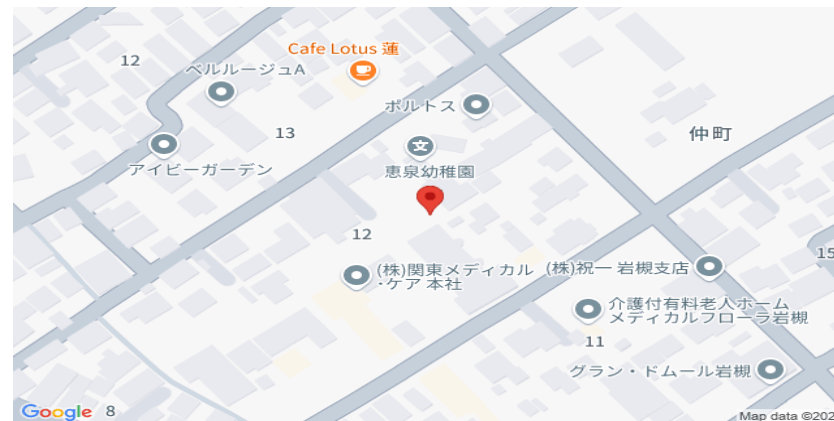 Cafe Lotus 蓮
12
ベルルージュA
ポルトス
13
仲町
アイビーガーデン
文
恵泉幼稚園
12
(株)関東メディカル
・ケア 本社
(株)祝一 岩槻支店
15
介護付有料老人ホーム
メディカルフローラ岩槻
11
グラン・ドムール岩槻
Google
8
Map data ©202